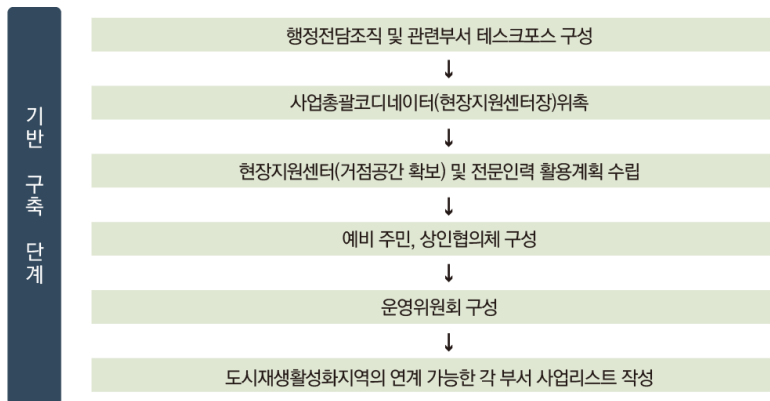 기반 구축 단계
행정전담조직 및 관련부서 테스크포스 구성
↓
사업총괄코디네이터(현장지원센터장)위촉
↓
현장지원센터(거점공간 확보) 및 전문인력 활용계획 수립
↓
예비 주민, 상인협의체 구성
↓
운영위원회 구성
↓
도시재생활성화지역의 연계 가능한 각 부서 사업리스트 작성